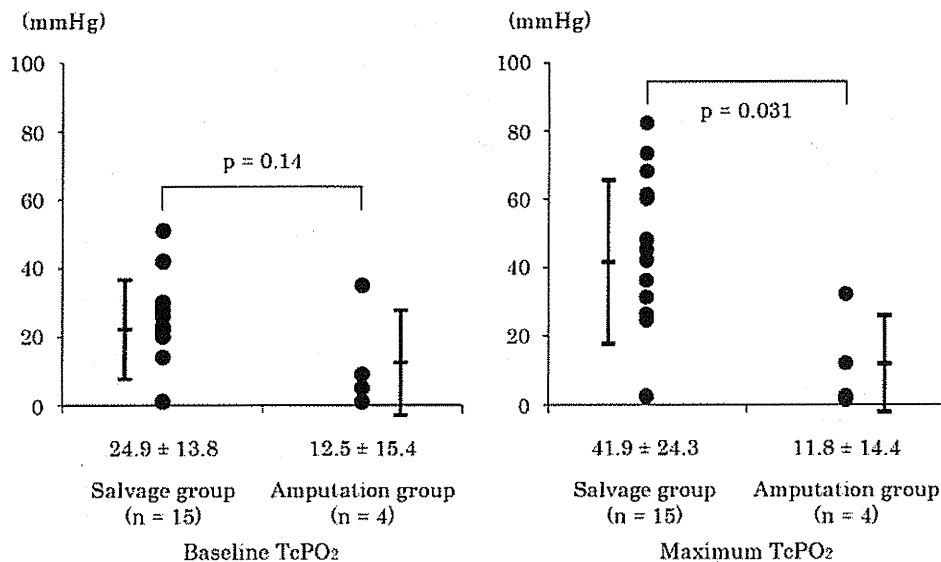 (mmHg)
100
80
60
40
20
0
p = 0.14
24.9 ± 13.8
12.5 ± 15.4
Salvage group
(n = 15)
Amputation group
(n = 4)
Baseline TcPO2
(mmHg)
100
80
60
40
20
0
p = 0.031
41.9 ± 24.3
11.8 ± 14.4
Salvage group
(n = 15)
Amputation group
(n = 4)
Maximum TcPO2